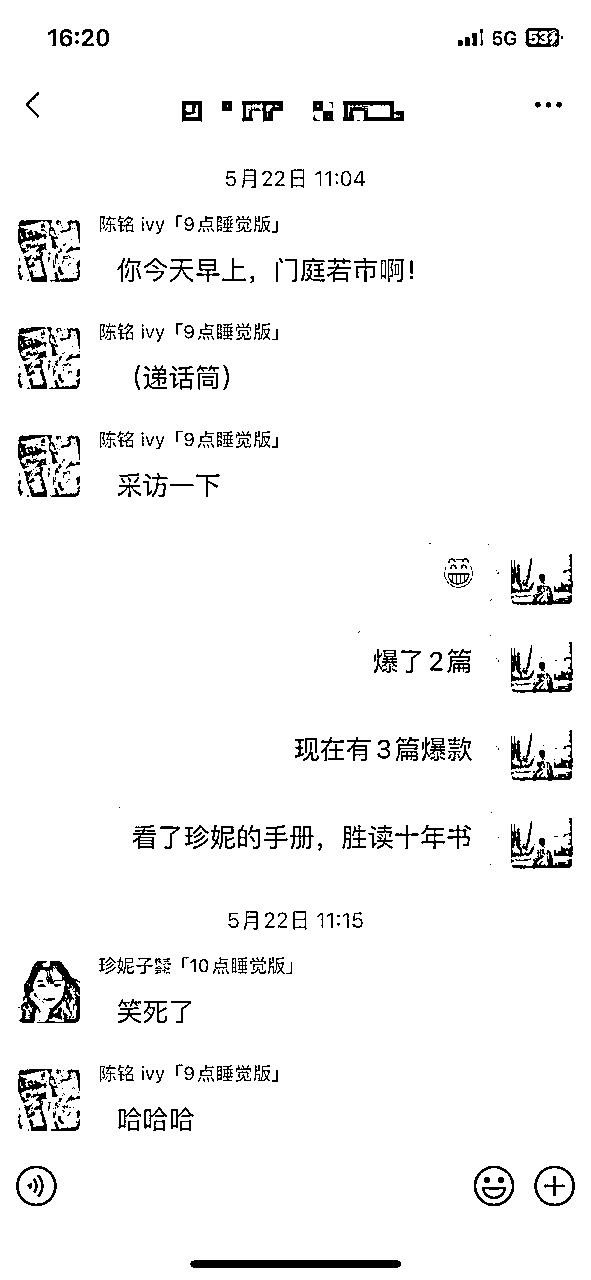 16:20
5G 53
5月22日 11:04
陈铭 ivy「9点睡觉版」
你今天早上，门庭若市啊！
陈铭 ivy「9点睡觉版」
（递话筒）
陈铭 ivy「9点睡觉版」
采访一下
爆了2篇
现在有3篇爆款
看了珍妮的手册，胜读十年书
5月22日 11:15
珍妮子「10点睡觉版」
笑死了
陈铭 ivy「9点睡觉版」
哈哈哈